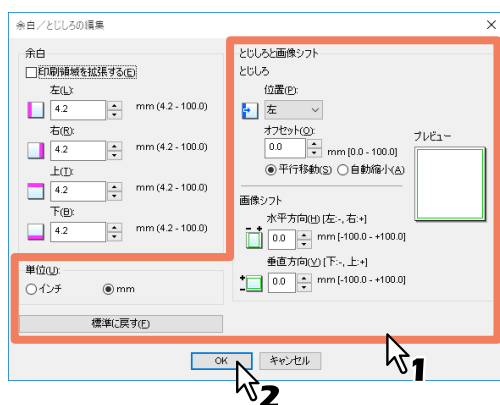 余白／とじしろの編集
余白
印刷領域を拡張する(E)
左(L):
4.2 mm (4.2 - 100.0)
右(R):
4.2 mm (4.2 - 100.0)
上(T):
4.2 mm (4.2 - 100.0)
下(B):
4.2 mm (4.2 - 100.0)
単位(U):
インチ mm
標準に戻す(F)
とじしろと画像シフト
とじしろ
位置(P):
左
オフセット(O):
0.0 mm [0.0 - 100.0]
平行移動(S) 自動縮小(A)
プレビュー
画像シフト
水平方向(H) [左:-, 右:+]
0.0 mm [-100.0 - +100.0]
垂直方向(V) [下:-, 上:+]
0.0 mm [-100.0 - +100.0]
1
OK キャンセル
2